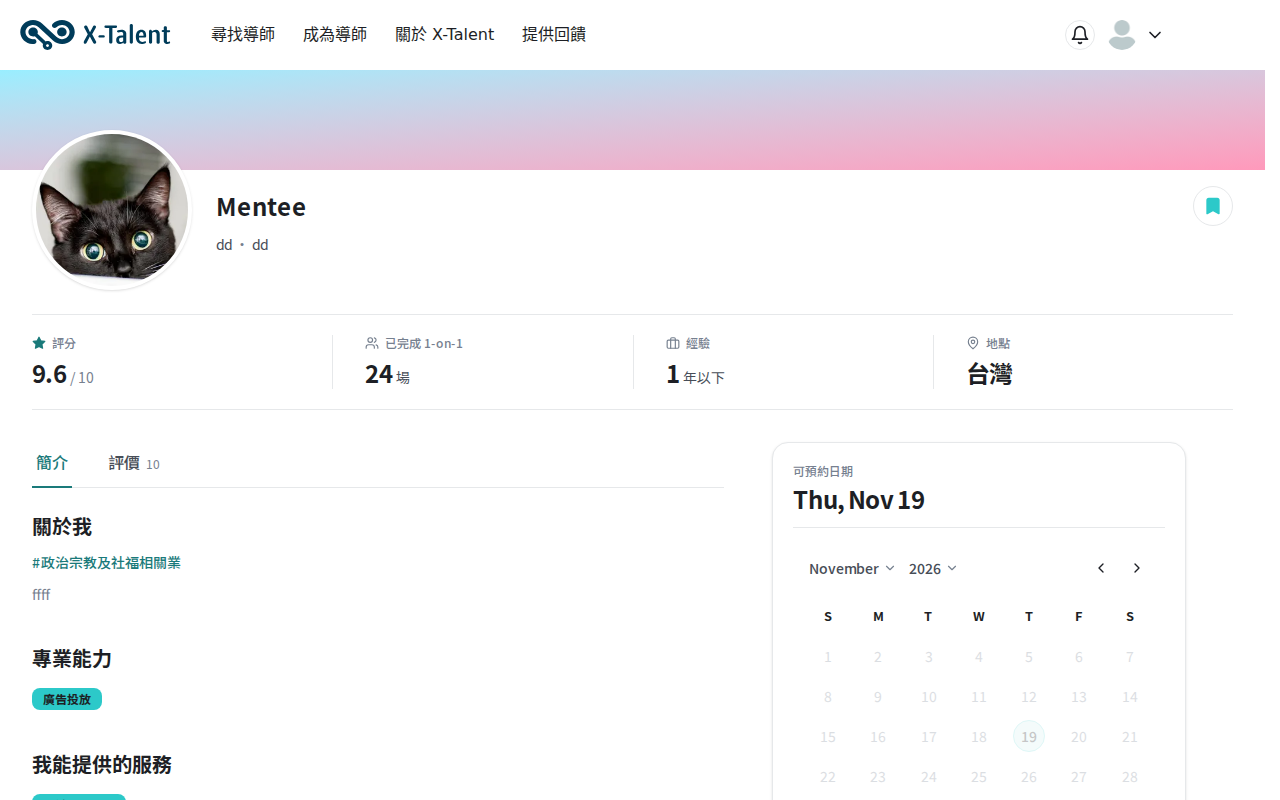 X-Talent
尋找導師
成為導師
關於 X-Talent
提供回饋
Mentee
dd • dd
評分
9.6 / 10
已完成 1-on-1
24 場
經驗
1 年以下
地點
台灣
簡介
評價 10
關於我
#政治宗教及社福相關業
ffff
專業能力
廣告投放
我能提供的服務
可預約日期
Thu, Nov 19
November 2026
S M T W T F S
1 2 3 4 5 6 7
8 9 10 11 12 13 14
15 16 17 18 19 20 21
22 23 24 25 26 27 28